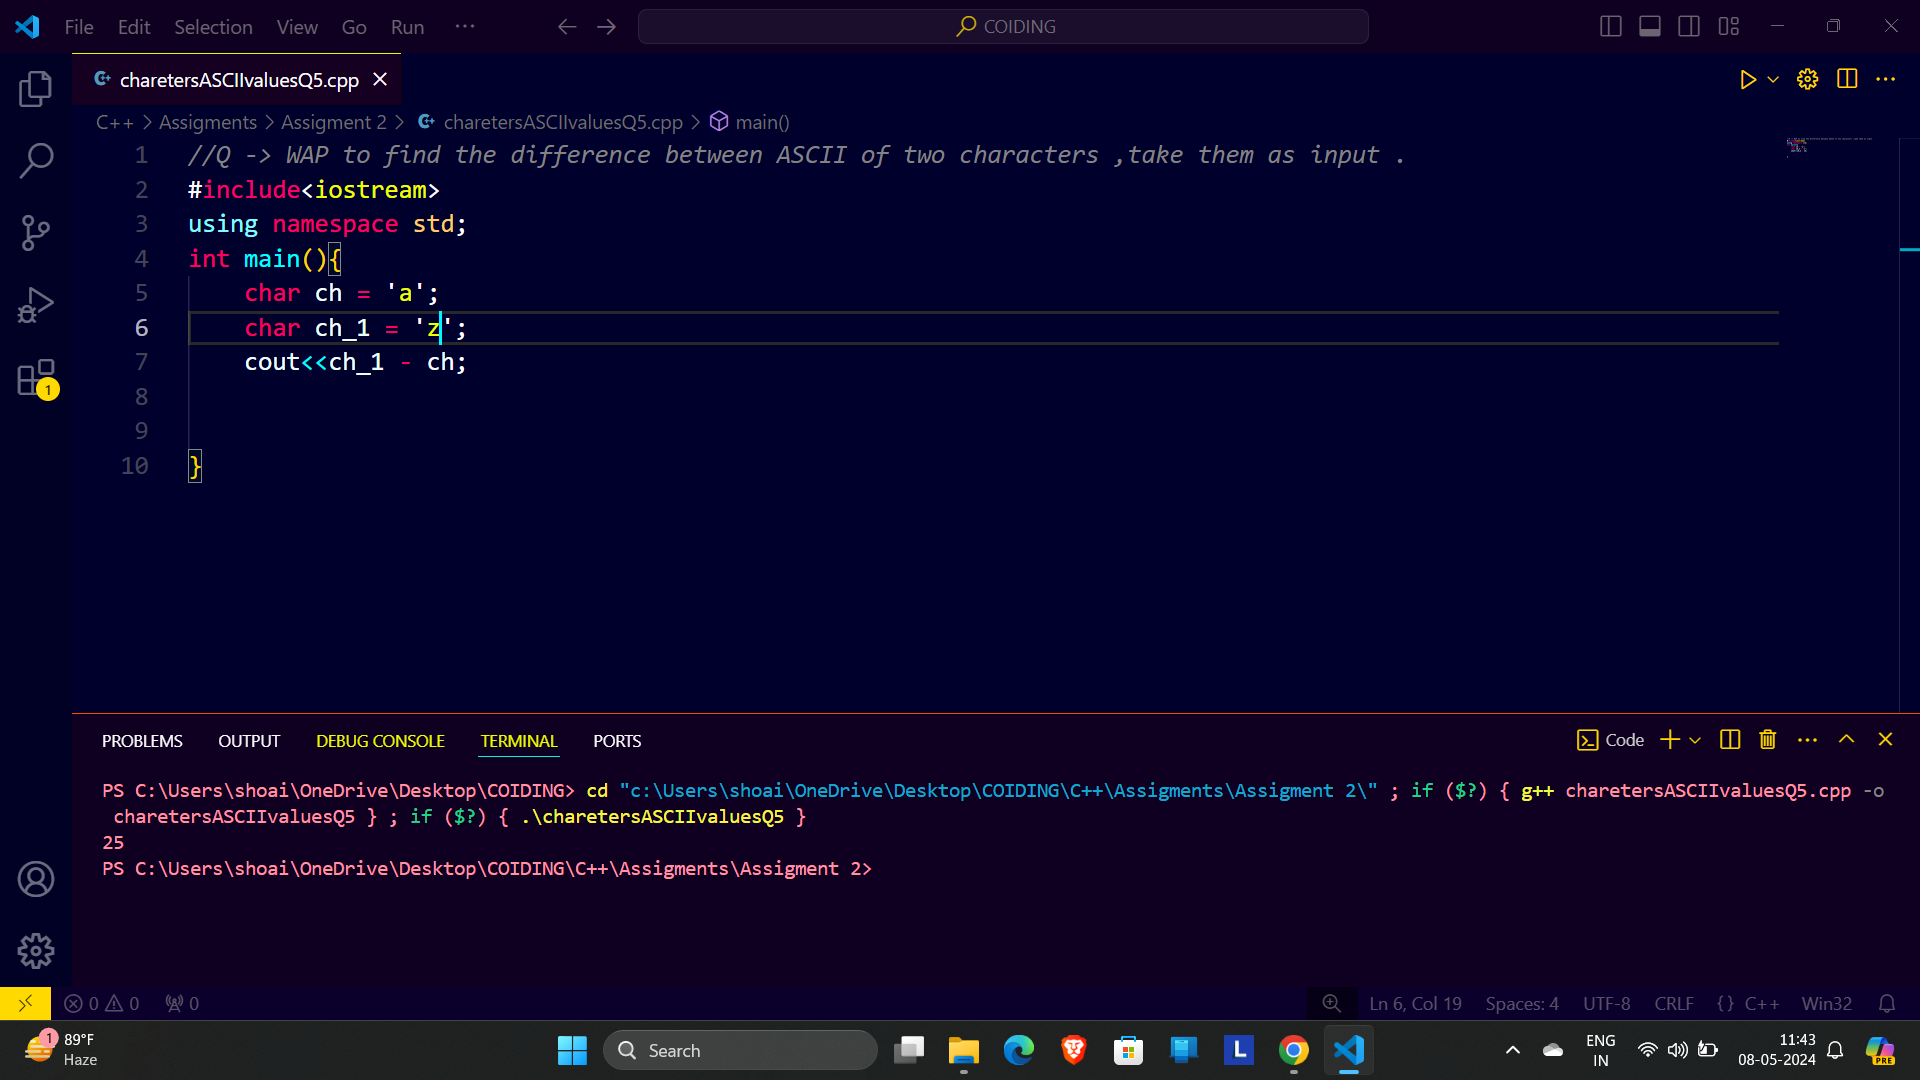 File Edit Selection View Go Run ···
COIDING
charetersASCIIvaluesQ5.cpp
C++ > Assigments > Assigment 2 > charetersASCIIvaluesQ5.cpp > main()
1 //Q -> WAP to find the difference between ASCII of two characters ,take them as input .
2 #include<iostream>
3 using namespace std;
4 int main(){
5 char ch = 'a';
6 char ch_1 = 'z';
7 cout<<ch_1 - ch;
8
9
10 }
1
PROBLEMS OUTPUT DEBUG CONSOLE TERMINAL PORTS
Code
PS C:\Users\shoai\OneDrive\Desktop\COIDING> cd "c:\Users\shoai\OneDrive\Desktop\COIDING\C++\Assigments\Assigment 2\" ; if ($?) { g++ charetersASCIIvaluesQ5.cpp -o
charetersASCIIvaluesQ5 } ; if ($?) { .\charetersASCIIvaluesQ5 }
25
PS C:\Users\shoai\OneDrive\Desktop\COIDING\C++\Assigments\Assigment 2>
0 0 0
Ln 6, Col 19 Spaces: 4 UTF-8 CRLF {} C++ Win32
1
89°F
Haze
Search
L
ENG
IN
11:43
08-05-2024
PRE